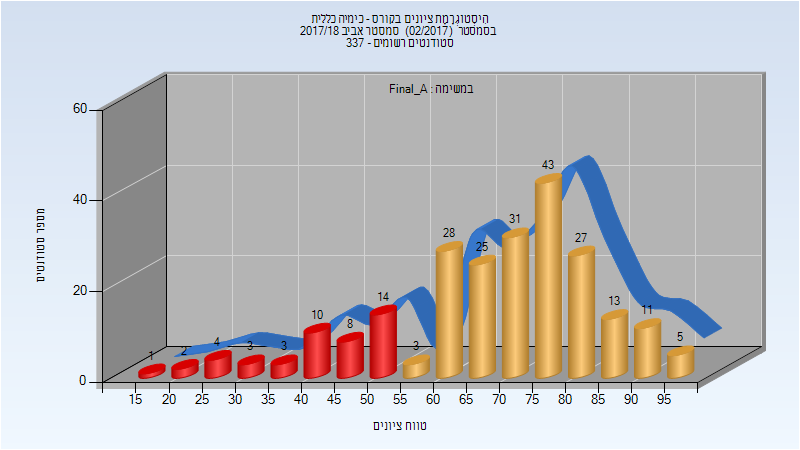 היסטוגרמת ציונים בקורס - כימיה כללית
בסמסטר (02/2017) סמסטר אביב 2017/18
סטודנטים רשומים - 337
במשימה : Final_A
מספר סטודנטים
60
40
20
0
1 2 4 3 3 10 8 14 3 28 25 31 43 27 13 11 5
15 20 25 30 35 40 45 50 55 60 65 70 75 80 85 90 95
טווח ציונים